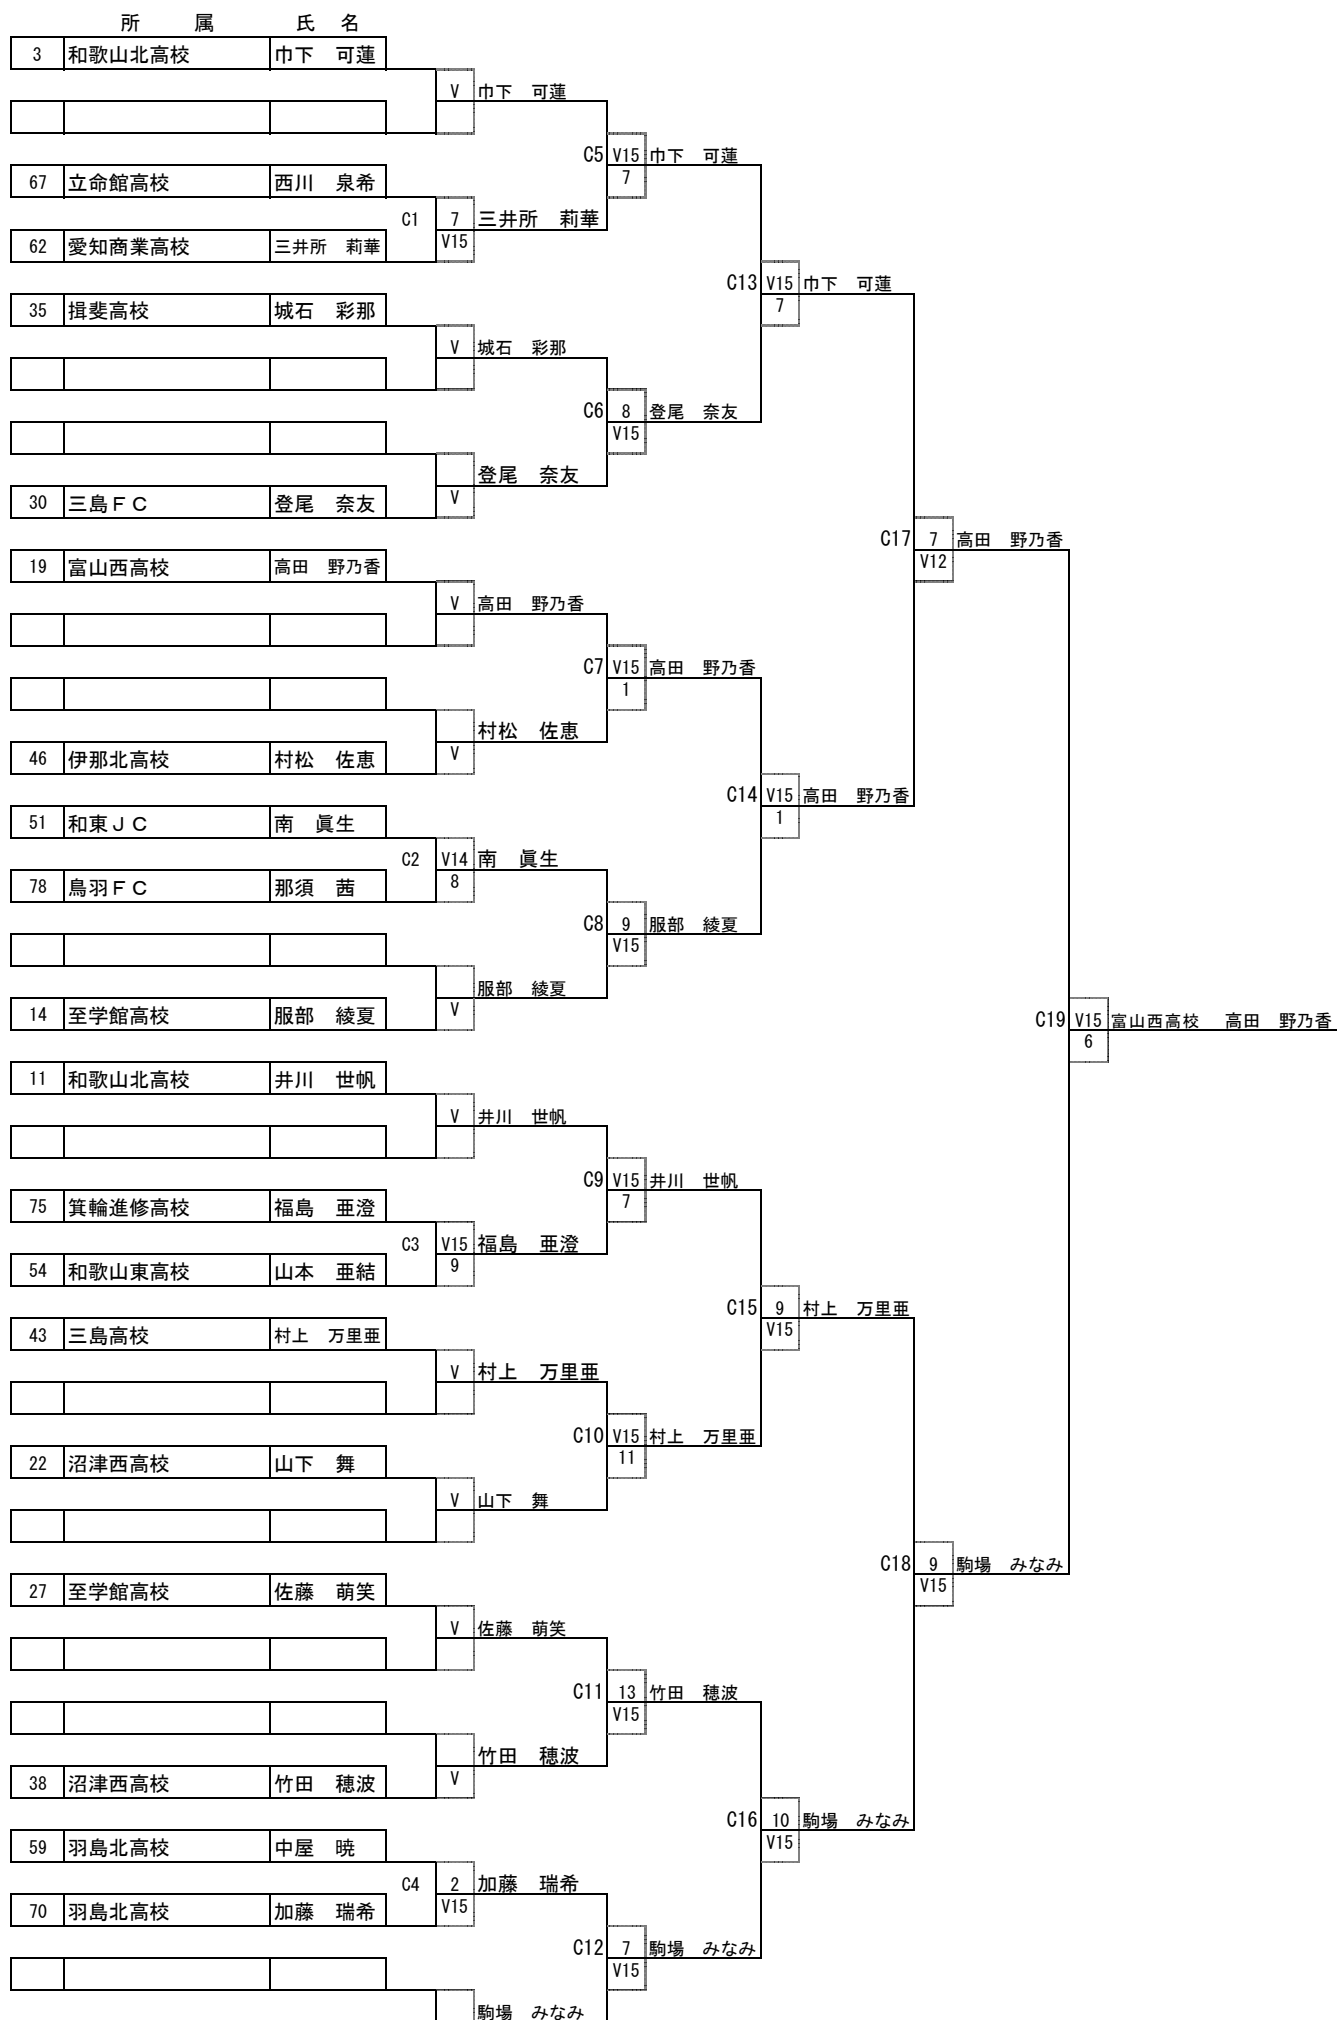 所 属 氏 名
3 和歌山北高校 巾下 可蓮
V 巾下 可蓮
C5 V15 巾下 可蓮
7
67 立命館高校 西川 泉希
C1 7 三井所 莉華
V15
62 愛知商業高校 三井所 莉華
C13 V15 巾下 可蓮
7
35 揖斐高校 城石 彩那
V 城石 彩那
C6 8 登尾 奈友
V15
登尾 奈友
V
30 三島ＦＣ 登尾 奈友
C17 7 高田 野乃香
V12
19 富山西高校 高田 野乃香
V 高田 野乃香
C7 V15 高田 野乃香
1
村松 佐恵
V
46 伊那北高校 村松 佐恵
C14 V15 高田 野乃香
1
51 和東ＪＣ 南 眞生
C2 V14 南 眞生
8
78 鳥羽ＦＣ 那須 茜
C8 9 服部 綾夏
V15
服部 綾夏
V
14 至学館高校 服部 綾夏
C19 V15 富山西高校 高田 野乃香
6
11 和歌山北高校 井川 世帆
V 井川 世帆
C9 V15 井川 世帆
7
75 箕輪進修高校 福島 亜澄
C3 V15 福島 亜澄
9
54 和歌山東高校 山本 亜結
C15 9 村上 万里亜
V15
43 三島高校 村上 万里亜
V 村上 万里亜
C10 V15 村上 万里亜
11
22 沼津西高校 山下 舞
V 山下 舞
C18 9 駒場 みなみ
V15
27 至学館高校 佐藤 萌笑
V 佐藤 萌笑
C11 13 竹田 穂波
V15
竹田 穂波
V
38 沼津西高校 竹田 穂波
C16 10 駒場 みなみ
V15
59 羽島北高校 中屋 暁
C4 2 加藤 瑞希
V15
70 羽島北高校 加藤 瑞希
C12 7 駒場 みなみ
V15
駒場 みなみ